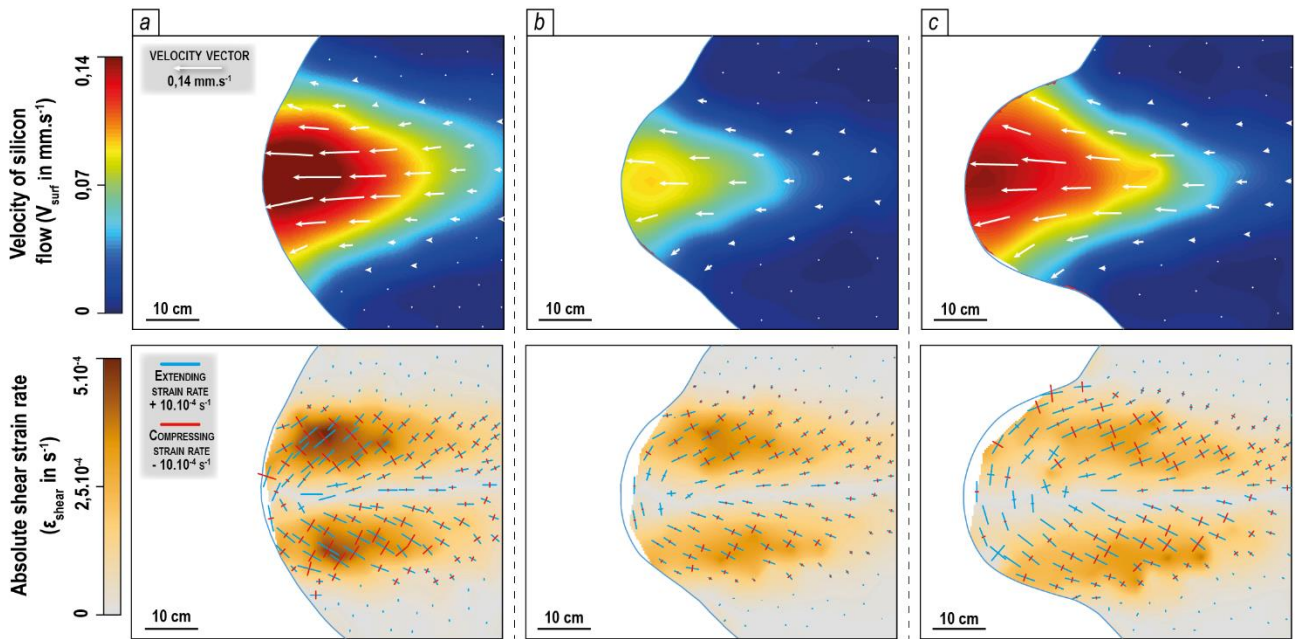 a
b
c
Velocity of silicon
flow (Vsurf in mm.s-1)
0,14
0,07
0
VELOCITY VECTOR
0,14 mm.s-1
10 cm
10 cm
10 cm
Absolute shear strain rate
(εshear in s-1)
5.10-4
2,5.10-4
0
EXTENDING
STRAIN RATE
+ 10.10-4 s-1
COMPRESSING
STRAIN RATE
- 10.10-4 s-1
10 cm
10 cm
10 cm